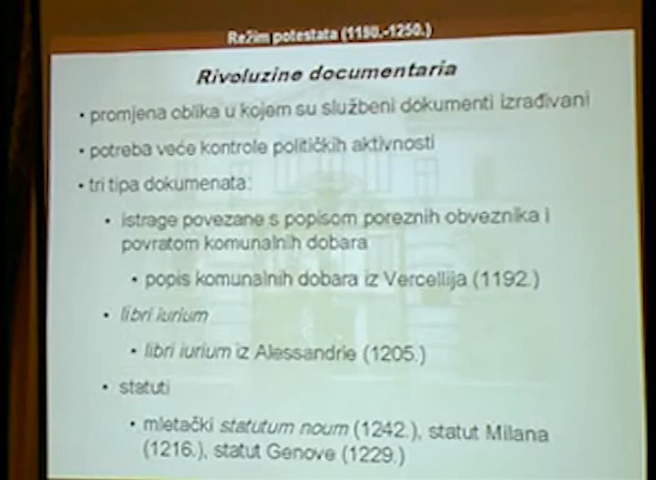 Režim potestata (1190.-1250.)
Rivoluzine documentaria
• promjena oblika u kojem su službeni dokumenti izrađivani
• potreba veće kontrole političkih aktivnosti
• tri tipa dokumenata:
• istrage povezane s popisom poreznih obveznika i
povratom komunalnih dobara
• popis komunalnih dobara iz Vercellija (1192.)
• libri iurium
• libri iurium iz Alessandrie (1205.)
• statuti
• mletački statutum noum (1242.), statut Milana
(1216.), statut Genove (1229.)